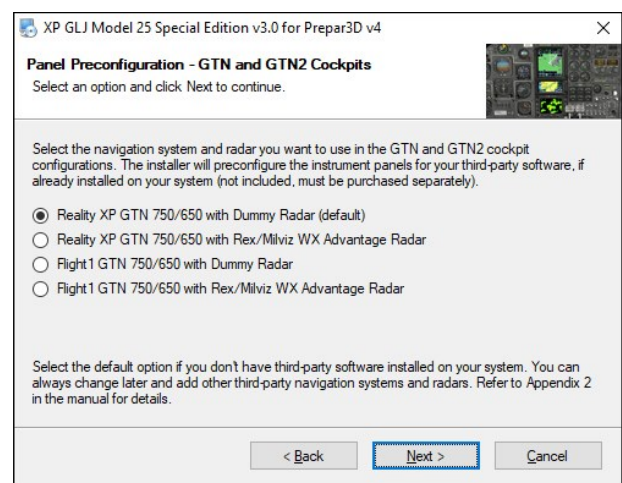 XP GLJ Model 25 Special Edition v3.0 for Prepar3D v4
Panel Preconfiguration - GTN and GTN2 Cockpits
Select an option and click Next to continue.
Select the navigation system and radar you want to use in the GTN and GTN2 cockpit
configurations. The installer will preconfigure the instrument panels for your third-party software, if
already installed on your system (not included, must be purchased separately).
Reality XP GTN 750/650 with Dummy Radar (default)
Reality XP GTN 750/650 with Rex/Milviz WX Advantage Radar
Flight1 GTN 750/650 with Dummy Radar
Flight1 GTN 750/650 with Rex/Milviz WX Advantage Radar
Select the default option if you don't have third-party software installed on your system. You can
always change later and add other third-party navigation systems and radars. Refer to Appendix 2
in the manual for details.
< Back Next > Cancel